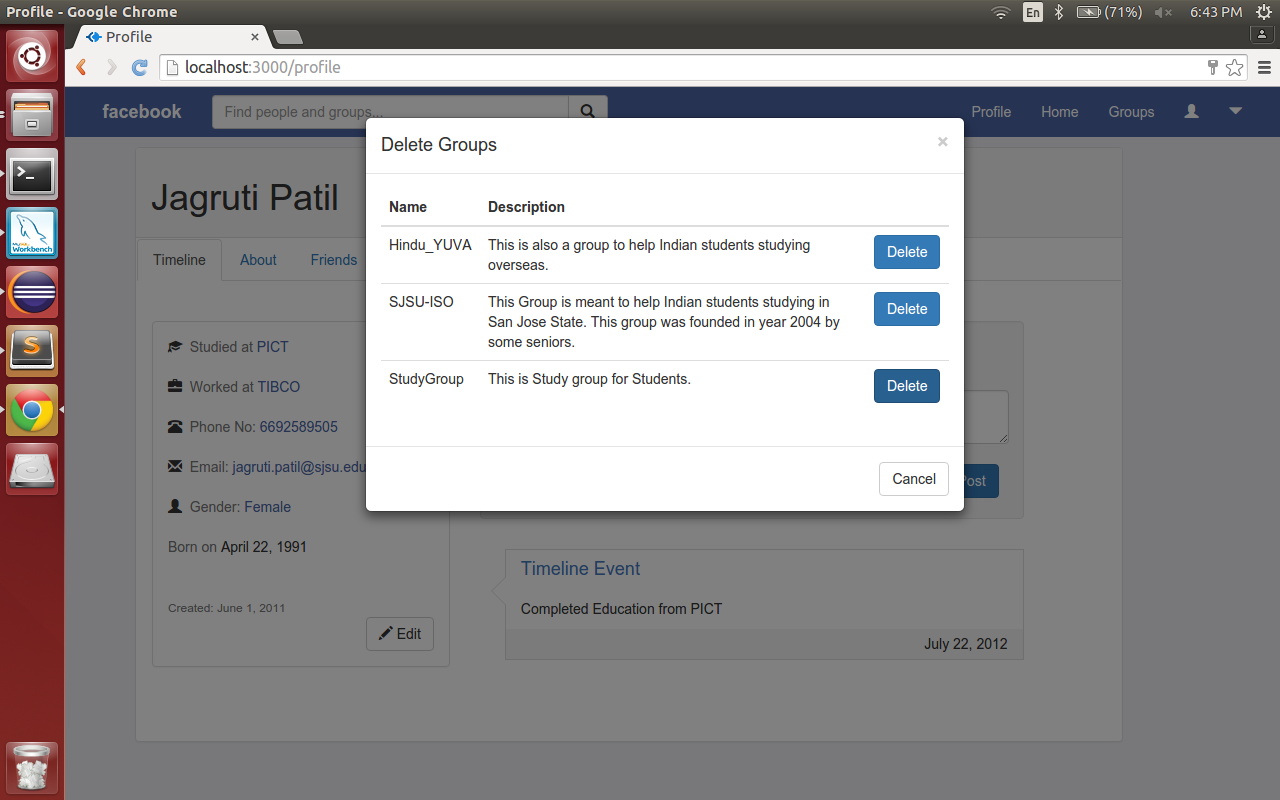 Profile - Google Chrome
En
(71%)
6:43 PM
Profile
×
localhost:3000/profile
facebook
Find people and groups...
Profile
Home
Groups
Delete Groups
×
Jagruti Patil
Timeline
About
Friends
Name
Description
Hindu_YUVA
This is also a group to help Indian students studying
overseas.
Delete
SJSU-ISO
This Group is meant to help Indian students studying in
San Jose State. This group was founded in year 2004 by
some seniors.
Delete
StudyGroup
This is Study group for Students.
Delete
Cancel
Studied at PICT
Worked at TIBCO
Phone No: 6692589505
Email: jagruti.patil@sjsu.edu
Gender: Female
Born on April 22, 1991
Created: June 1, 2011
Edit
ost
Timeline Event
Completed Education from PICT
July 22, 2012
My
Workbench
S